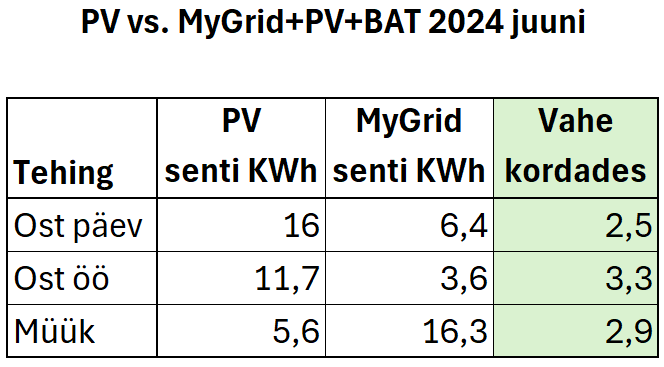 PV vs. MyGrid+PV+BAT 2024 juuni
Tehing PV senti KWh MyGrid senti KWh Vahe kordades
Ost päev 16 6,4 2,5
Ost öö 11,7 3,6 3,3
Müük 5,6 16,3 2,9